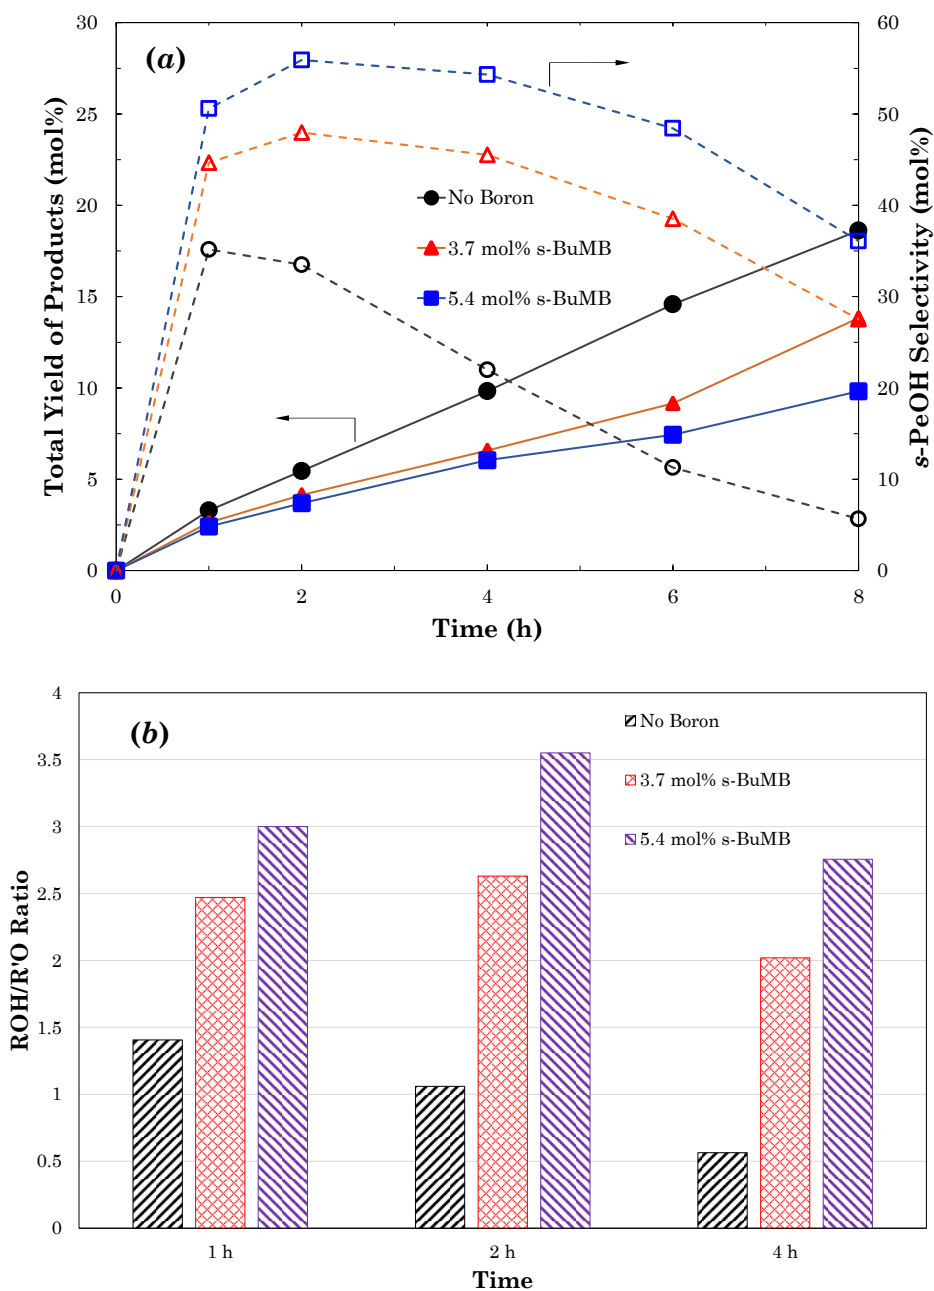 (a)
30
25
20
15
10
5
0
Total Yield of Products (mol%)
60
50
40
30
20
10
0
s-PeOH Selectivity (mol%)
No Boron
3.7 mol% s-BuMB
5.4 mol% s-BuMB
0 2 4 6 8
Time (h)
(b)
4
3.5
3
2.5
2
1.5
1
0.5
0
ROH/R'O Ratio
No Boron
3.7 mol% s-BuMB
5.4 mol% s-BuMB
1 h 2 h 4 h
Time